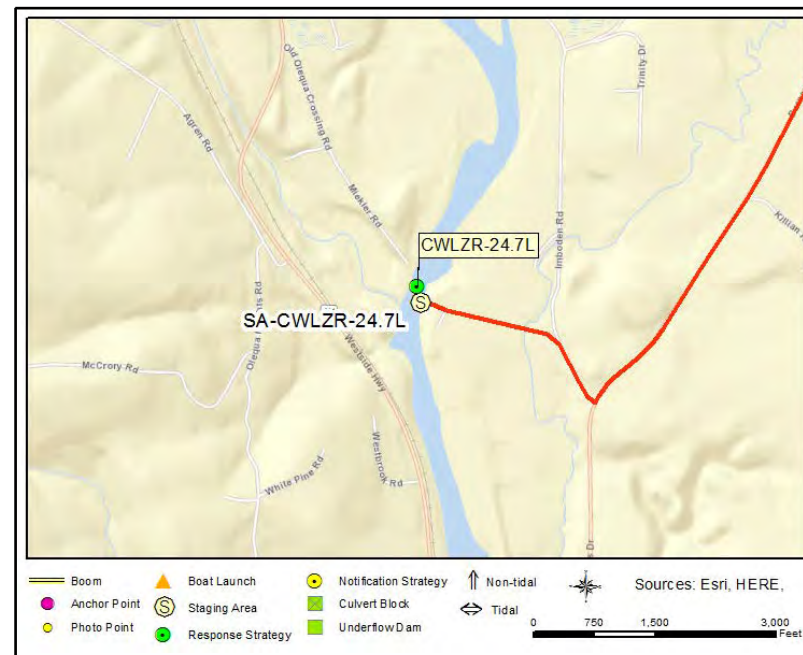 Old Olequa Crossing Rd
Agren Rd
Mickler Rd
Trinity Dr
Imboden Rd
Killian
CWLZR-24.7L
S
SA-CWLZR-24.7L
Westside Hwy
McCrory Rd
Westbrook Rd
White Pine Rd
s Dr
Boom
Boat Launch
Notification Strategy
Non-tidal
Sources: Esri, HERE,
Anchor Point
S
Staging Area
Culvert Block
Tidal
Photo Point
Response Strategy
Underflow Dam
0 750 1,500 3,000
Feet